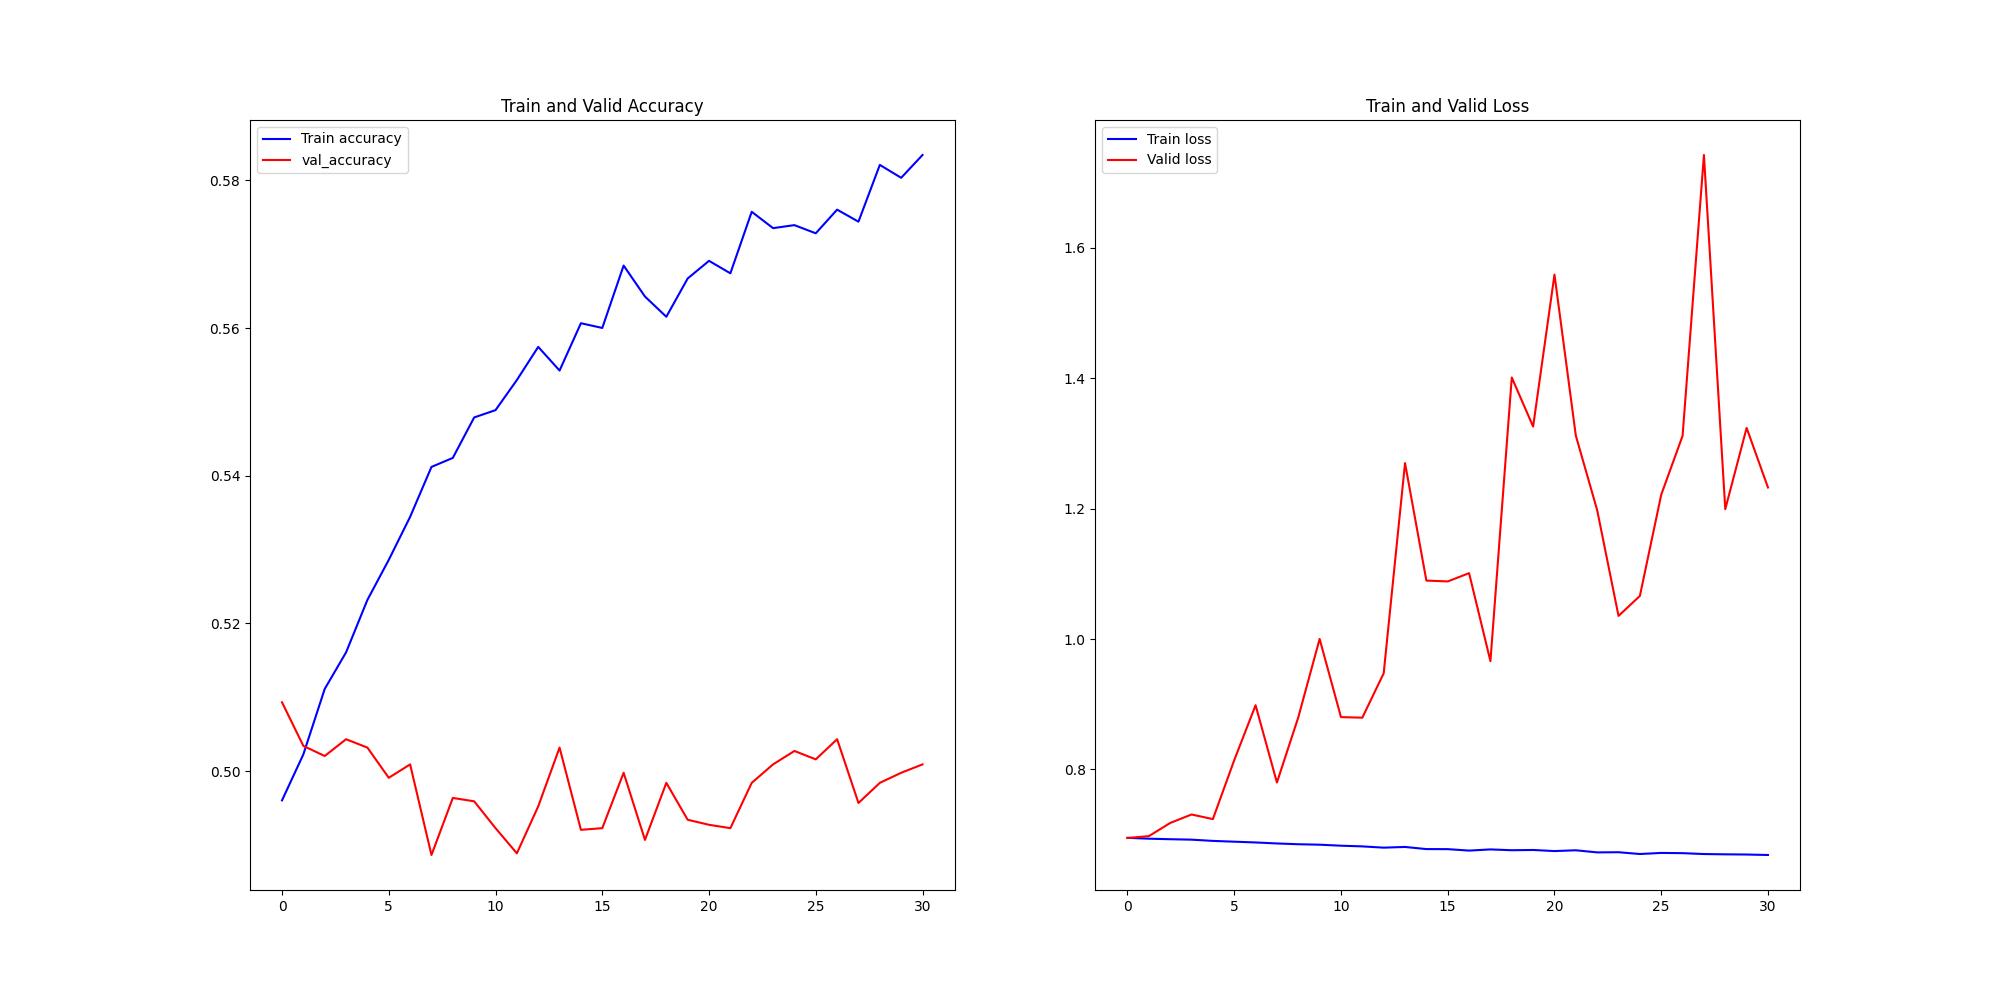 Train and Valid Accuracy
Train accuracy
val_accuracy
0.58
0.56
0.54
0.52
0.50
0 5 10 15 20 25 30
Train and Valid Loss
Train loss
Valid loss
1.6
1.4
1.2
1.0
0.8
0 5 10 15 20 25 30